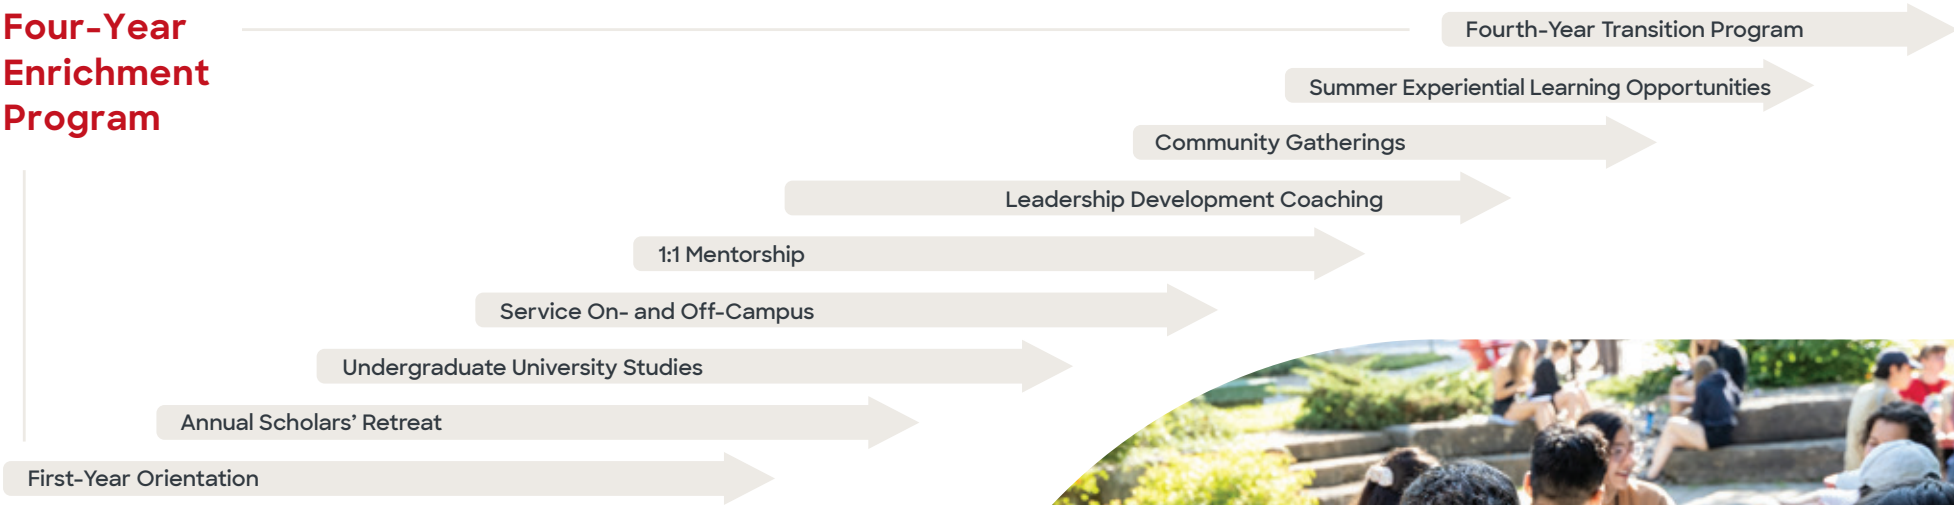 Four-Year
Enrichment
Program
Fourth-Year Transition Program
Summer Experiential Learning Opportunities
Community Gatherings
Leadership Development Coaching
1:1 Mentorship
Service On- and Off-Campus
Undergraduate University Studies
Annual Scholars’ Retreat
First-Year Orientation